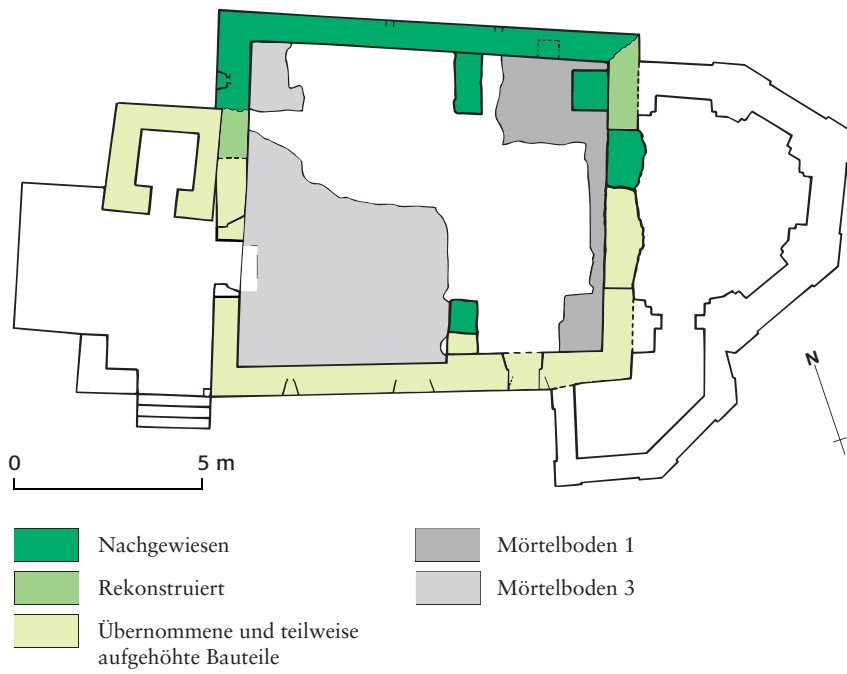 N
0 5 m
Nachgewiesen
Rekonstruiert
Übernommene und teilweise
aufgehöhte Bauteile
Mörtelboden 1
Mörtelboden 3